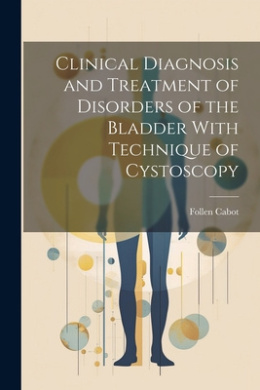 Clinical Diagnosis
and Treatment of
Disorders of the
Bladder With
Technique of
Cystoscopy
Follen Cabot